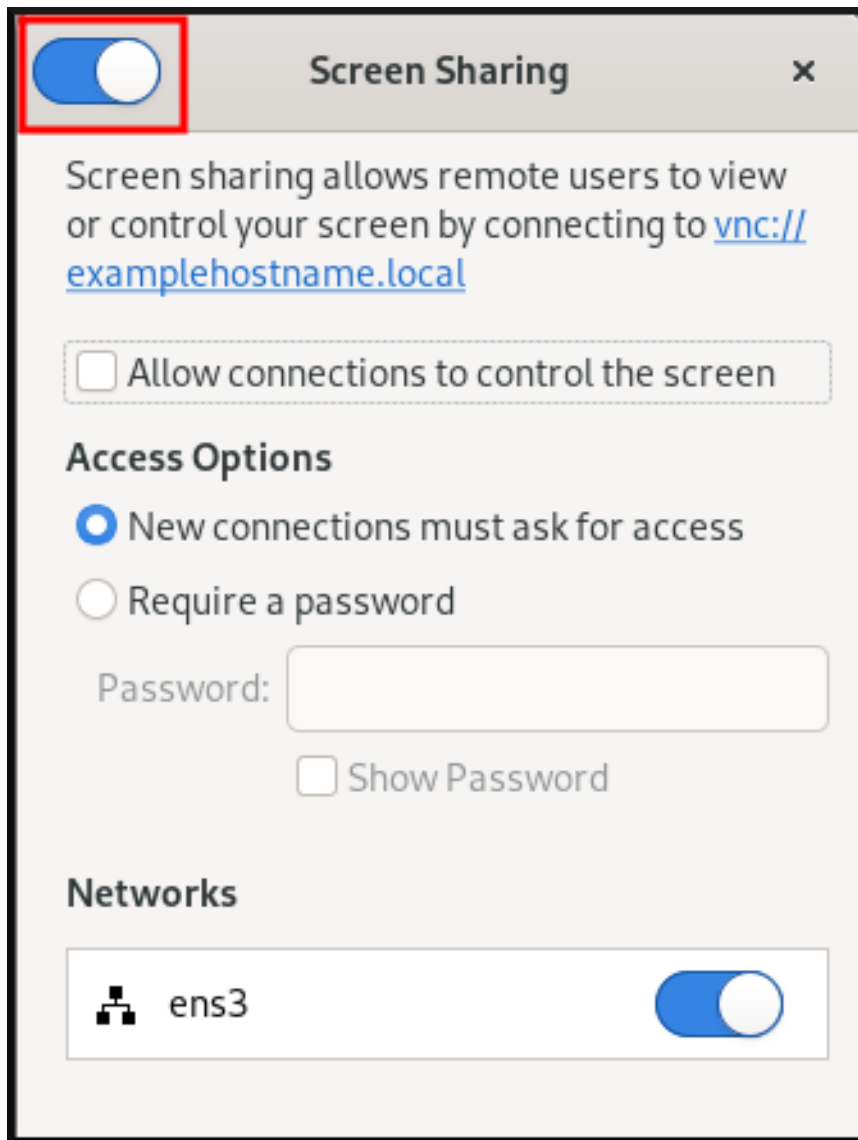 Screen Sharing
Screen sharing allows remote users to view
or control your screen by connecting to vnc://
examplehostname.local
Allow connections to control the screen
Access Options
New connections must ask for access
Require a password
Password:
Show Password
Networks
ens3